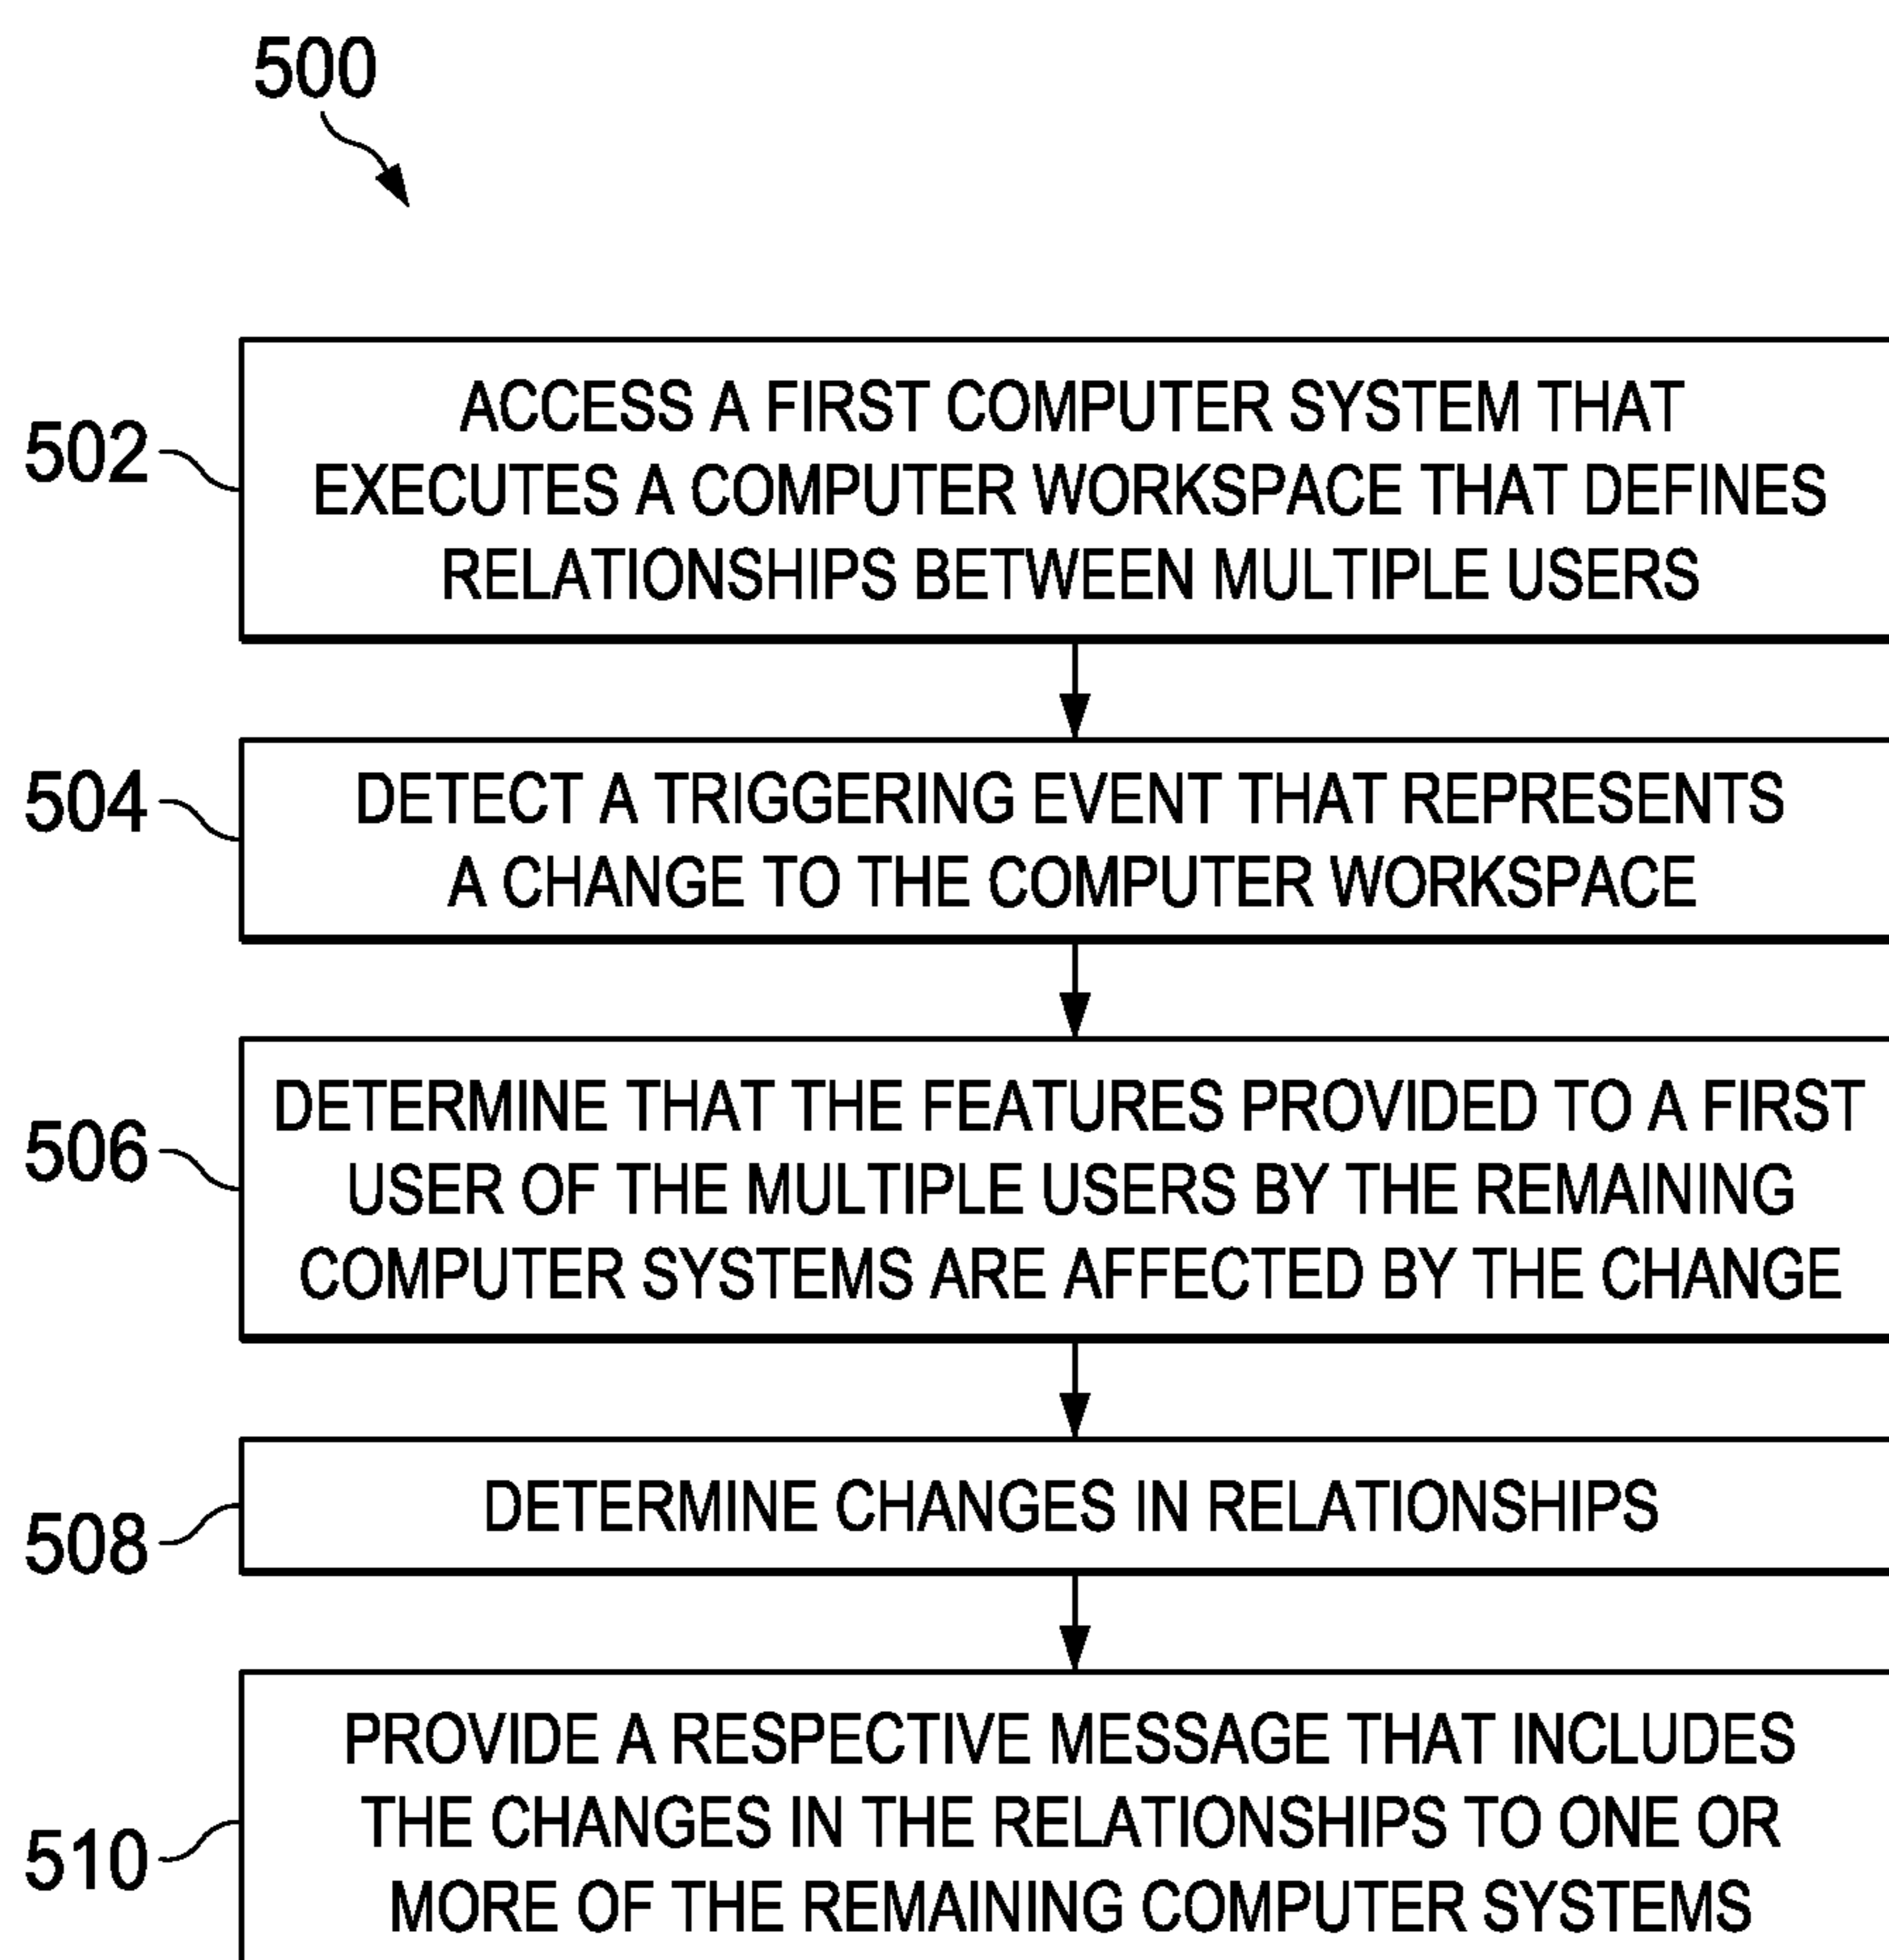 500
502
ACCESS A FIRST COMPUTER SYSTEM THAT
EXECUTES A COMPUTER WORKSPACE THAT DEFINES
RELATIONSHIPS BETWEEN MULTIPLE USERS
504
DETECT A TRIGGERING EVENT THAT REPRESENTS
A CHANGE TO THE COMPUTER WORKSPACE
506
DETERMINE THAT THE FEATURES PROVIDED TO A FIRST
USER OF THE MULTIPLE USERS BY THE REMAINING
COMPUTER SYSTEMS ARE AFFECTED BY THE CHANGE
508
DETERMINE CHANGES IN RELATIONSHIPS
510
PROVIDE A RESPECTIVE MESSAGE THAT INCLUDES
THE CHANGES IN THE RELATIONSHIPS TO ONE OR
MORE OF THE REMAINING COMPUTER SYSTEMS